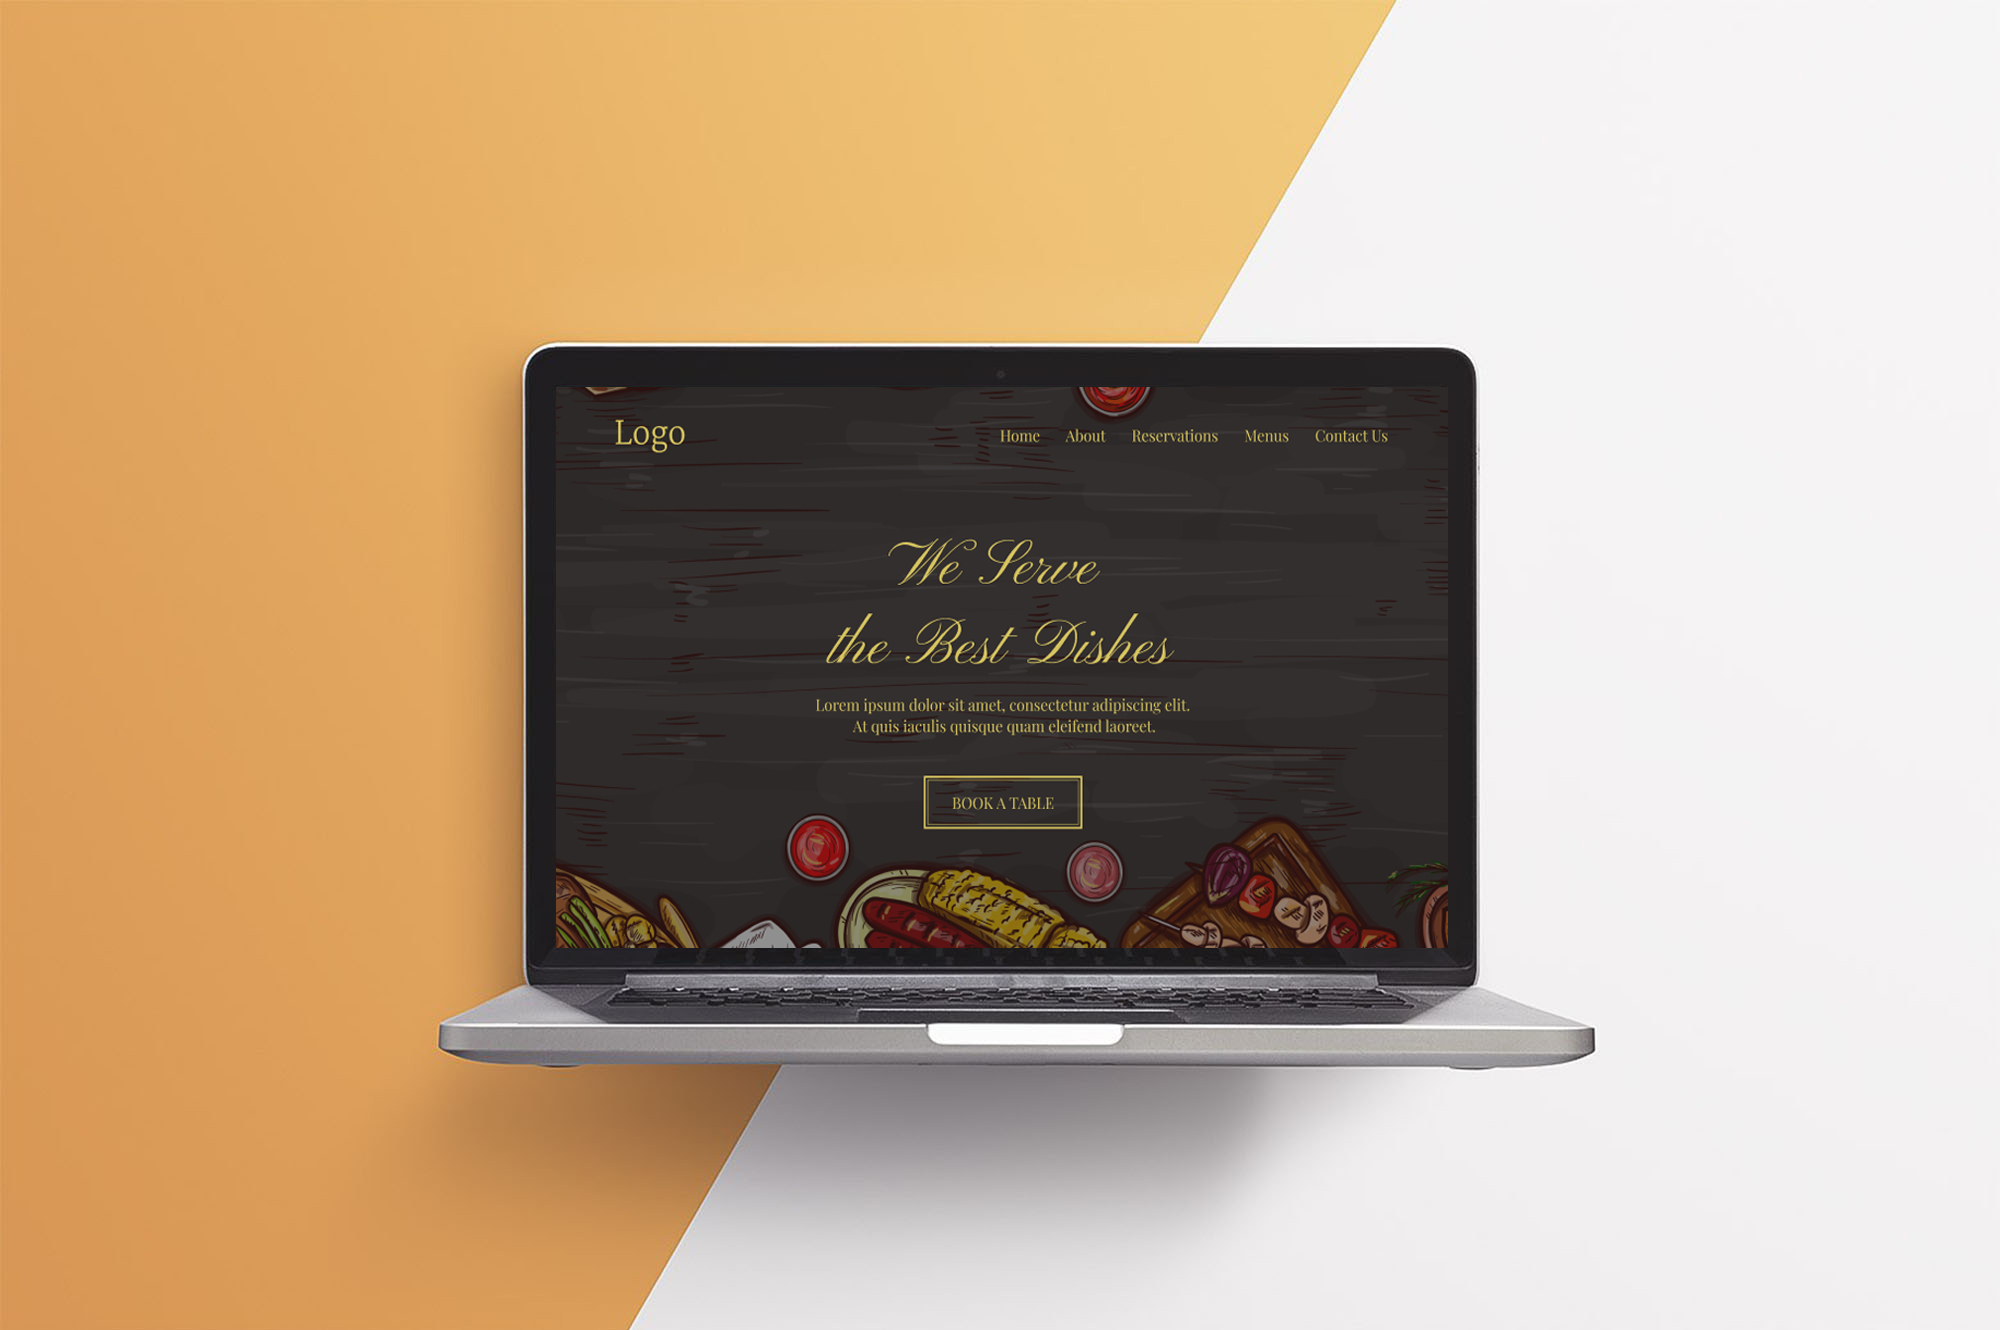 Logo
Home About Reservations Menus Contact Us
We Serve
the Best Dishes
Lorem ipsum dolor sit amet, consectetur adipiscing elit.
At quis iaculis quisque quam eleifend laoreet.
BOOK A TABLE